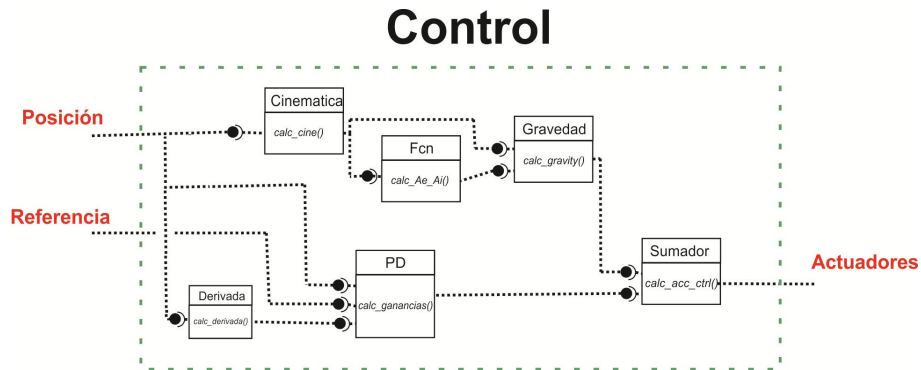 Control
Posición
Cinematica
calc_cine()
Fcn
calc_Ae_Ai()
Gravedad
calc_gravity()
Referencia
PD
calc_ganancias()
Derivada
calc_derivada()
Sumador
calc_acc_ctrl()
Actuadores